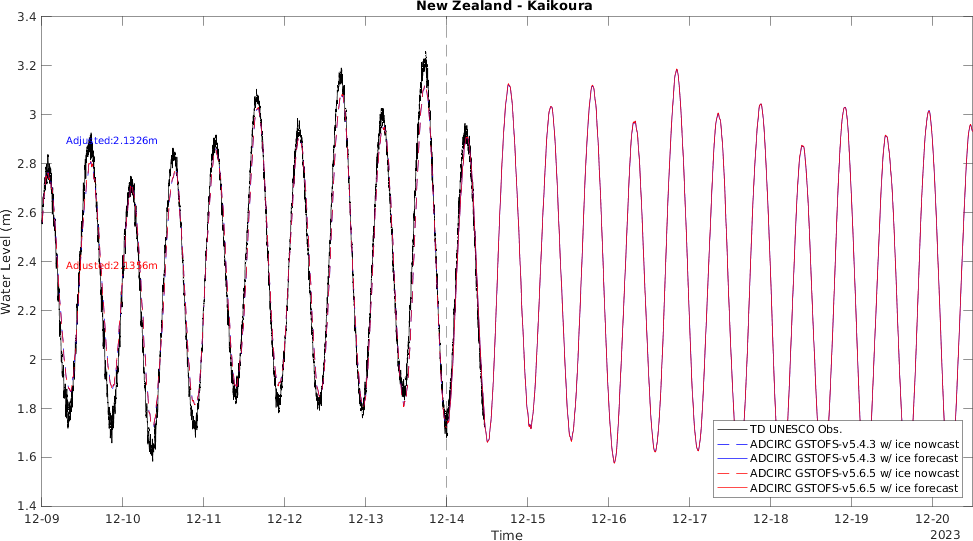 New Zealand - Kaikoura
3.4
3.2
3
2.8
2.6
2.4
2.2
2
1.8
1.6
1.4
Water Level (m)
Adjusted:2.1326m
Adjusted:2.1356m
TD UNESCO Obs.
ADCIRC GSTOFS-v5.4.3 w/ ice nowcast
ADCIRC GSTOFS-v5.4.3 w/ ice forecast
ADCIRC GSTOFS-v5.6.5 w/ ice nowcast
ADCIRC GSTOFS-v5.6.5 w/ ice forecast
12-09 12-10 12-11 12-12 12-13 12-14 12-15 12-16 12-17 12-18 12-19 12-20
Time
2023